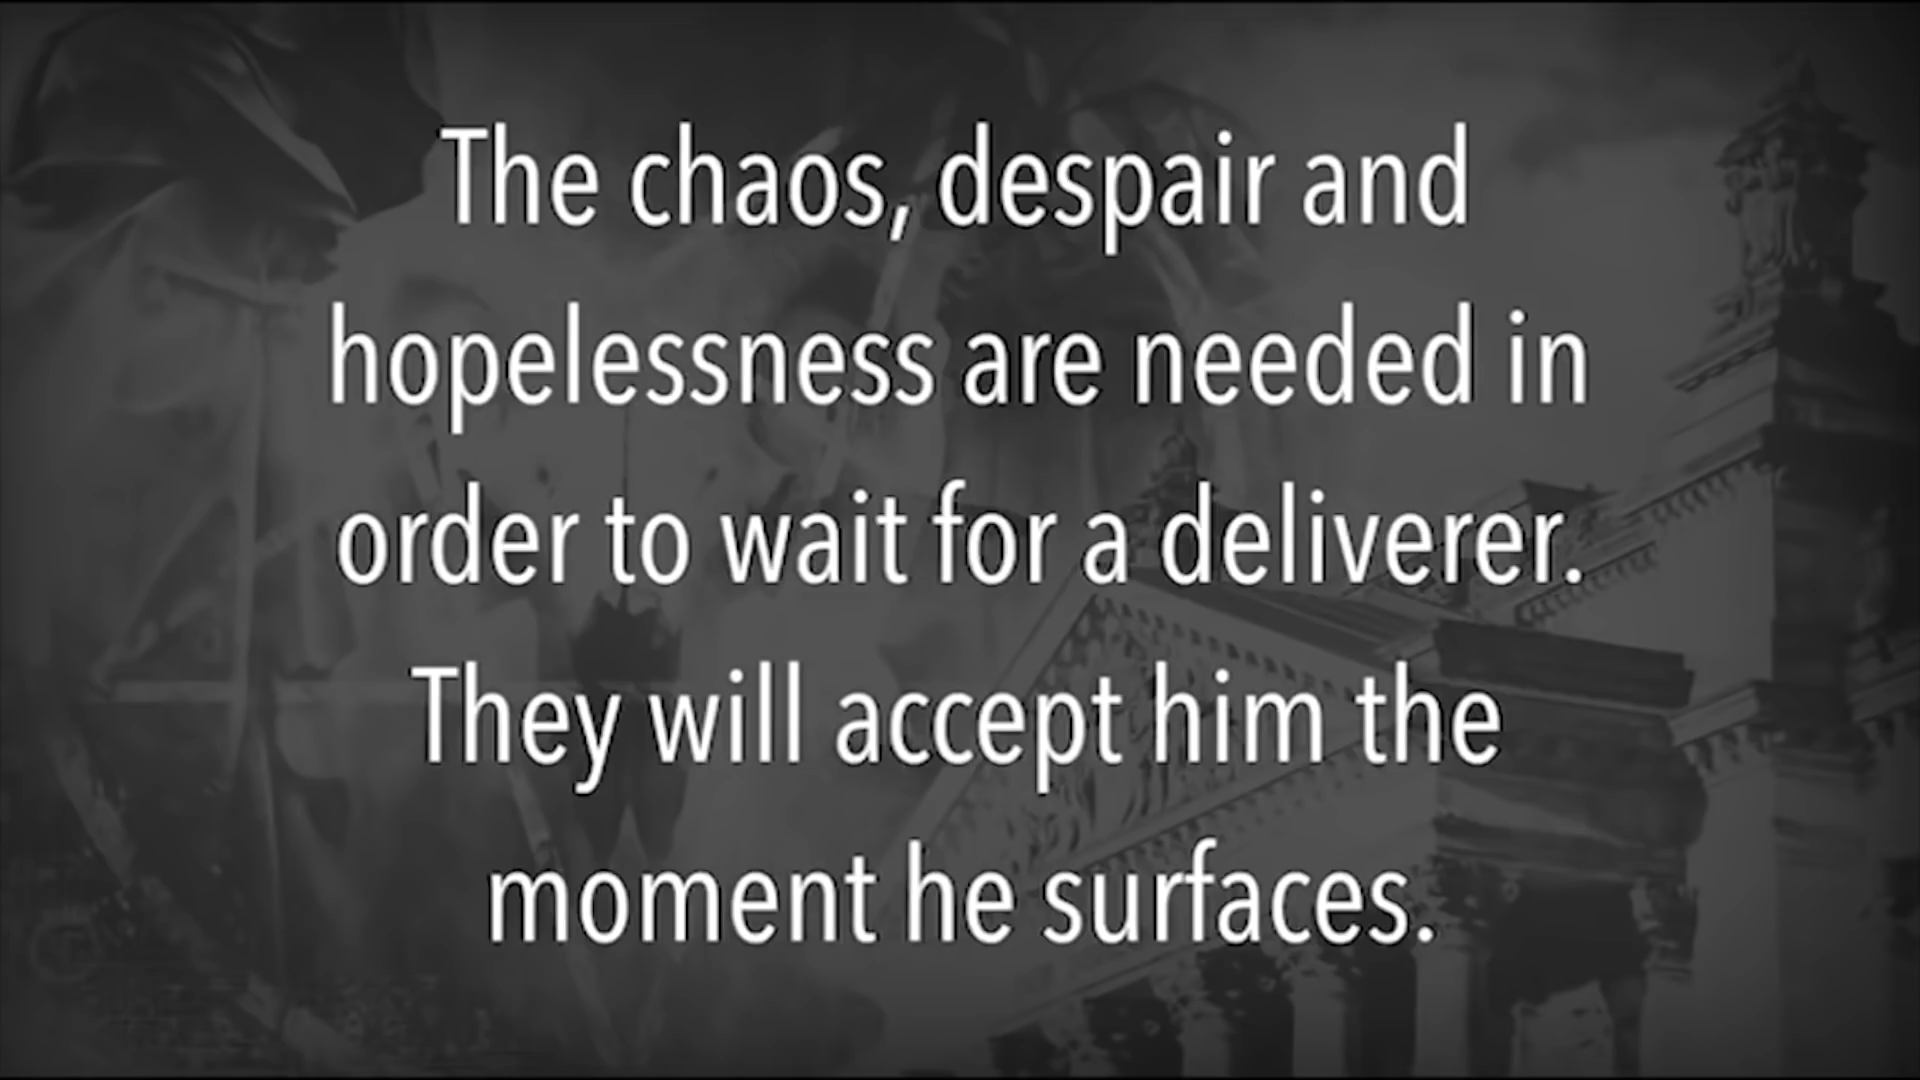 The chaos, despair and
hopelessness are needed in
order to wait for a deliverer.
They will accept him the
moment he surfaces.